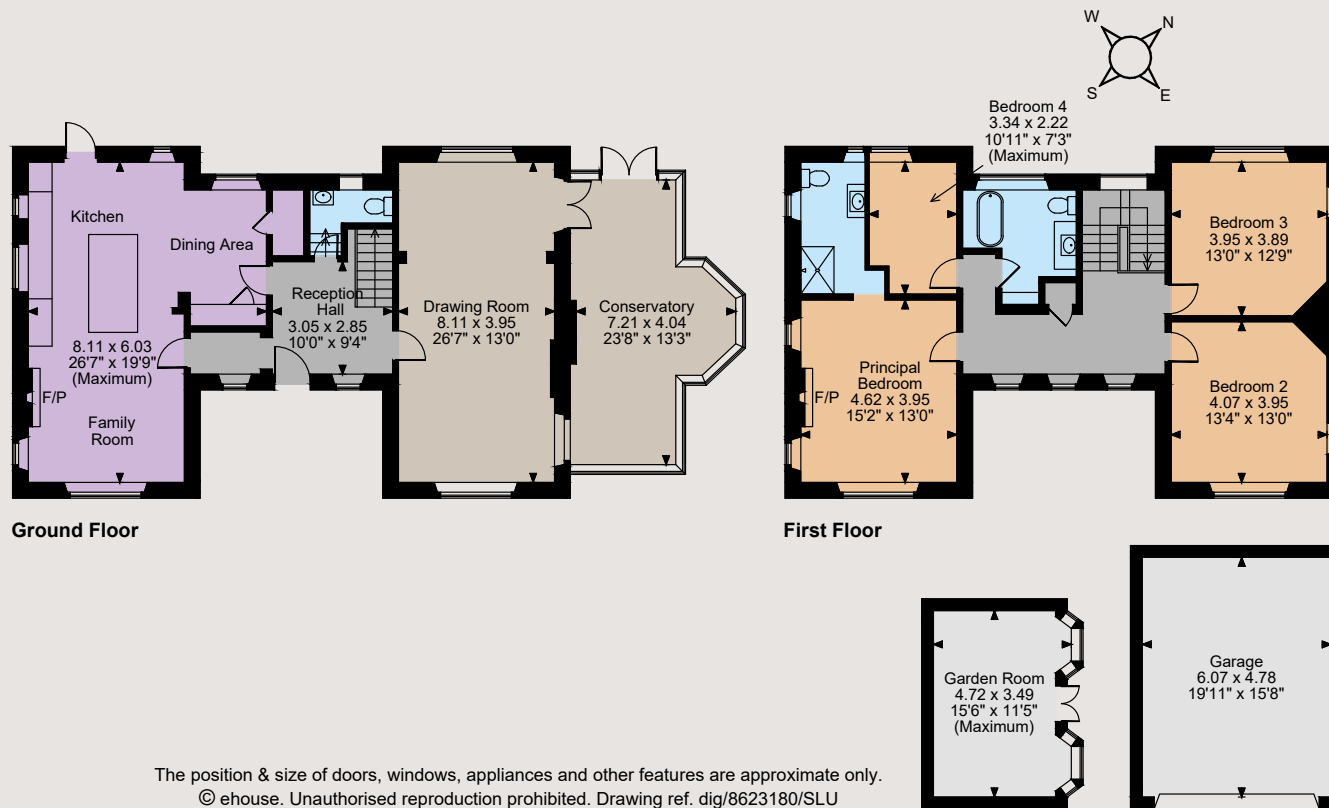 W
N
S
E
Bedroom 4
3.34 x 2.22
10'11" x 7'3"
(Maximum)
Kitchen
Dining Area
Reception
Hall
3.05 x 2.85
10'0" x 9'4"
8.11 x 6.03
26'7" x 19'9"
(Maximum)
F/P
Family
Room
Drawing Room
8.11 x 3.95
26'7" x 13'0"
Conservatory
7.21 x 4.04
23'8" x 13'3"
Bedroom 3
3.95 x 3.89
13'0" x 12'9"
Principal
Bedroom
4.62 x 3.95
15'2" x 13'0"
F/P
Bedroom 2
4.07 x 3.95
13'4" x 13'0"
Ground Floor
First Floor
Garden Room
4.72 x 3.49
15'6" x 11'5"
(Maximum)
Garage
6.07 x 4.78
19'11" x 15'8"
The position & size of doors, windows, appliances and other features are approximate only.
© ehouse. Unauthorised reproduction prohibited. Drawing ref. dig/8623180/SLU